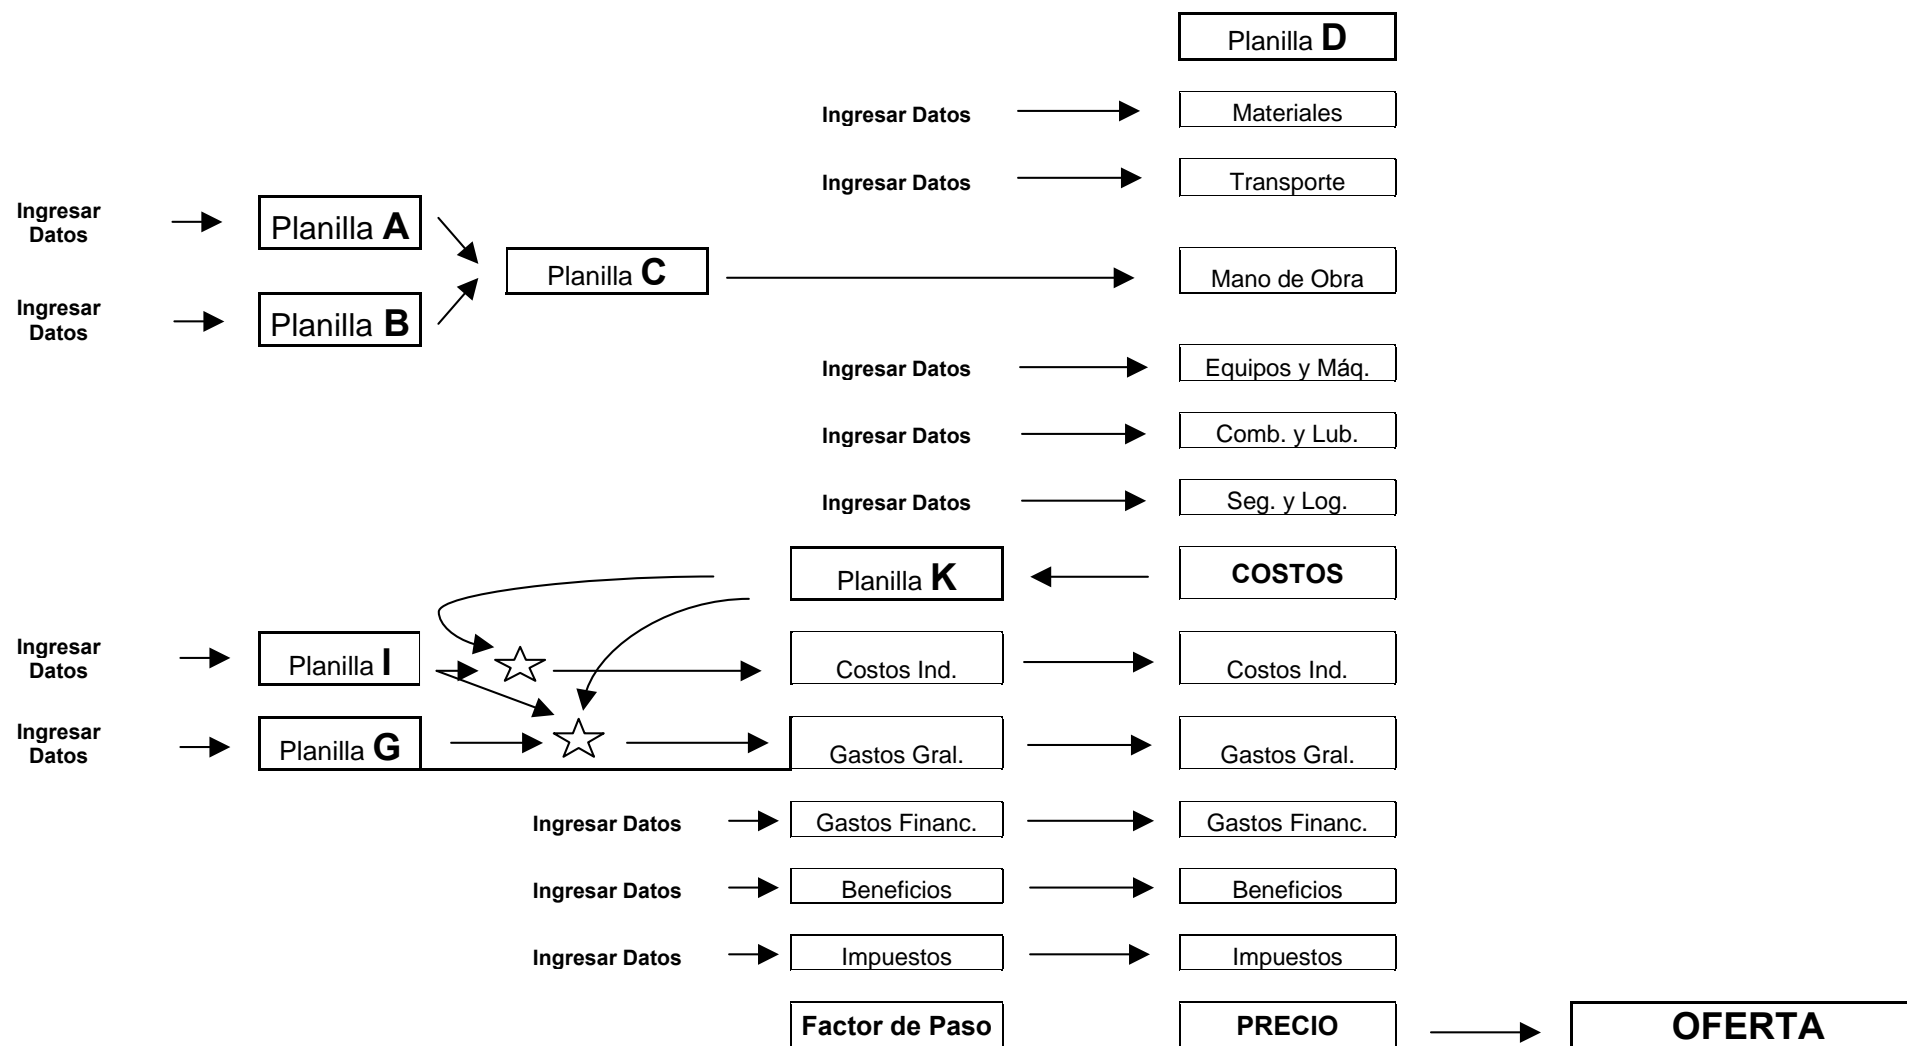 Planilla D
Ingresar Datos
Materiales
Ingresar Datos
Transporte
Ingresar
Datos
Planilla A
Planilla C
Mano de Obra
Ingresar
Datos
Planilla B
Ingresar Datos
Equipos y Máq.
Ingresar Datos
Comb. y Lub.
Ingresar Datos
Seg. y Log.
Planilla K
COSTOS
Ingresar
Datos
Planilla I
Costos Ind.
Costos Ind.
Ingresar
Datos
Planilla G
Gastos Gral.
Gastos Gral.
Ingresar Datos
Gastos Financ.
Gastos Financ.
Ingresar Datos
Beneficios
Beneficios
Ingresar Datos
Impuestos
Impuestos
Factor de Paso
PRECIO
OFERTA